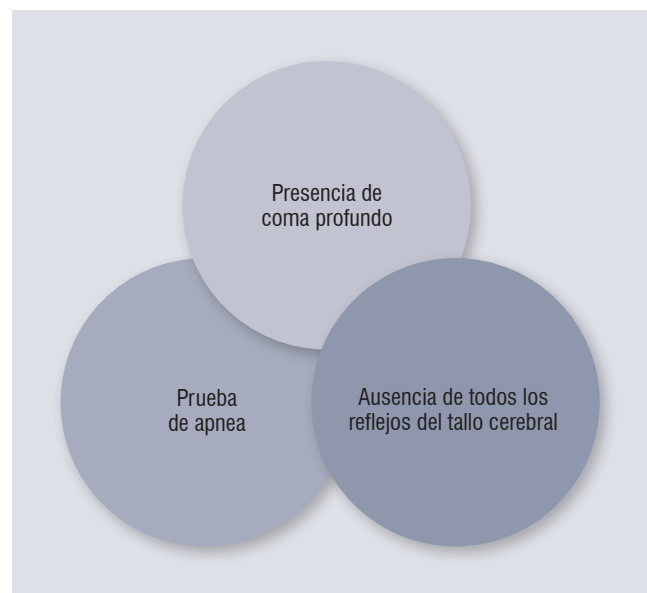 Presencia de
coma profundo
Prueba
de apnea
Ausencia de todos los
reflejos del tallo cerebral